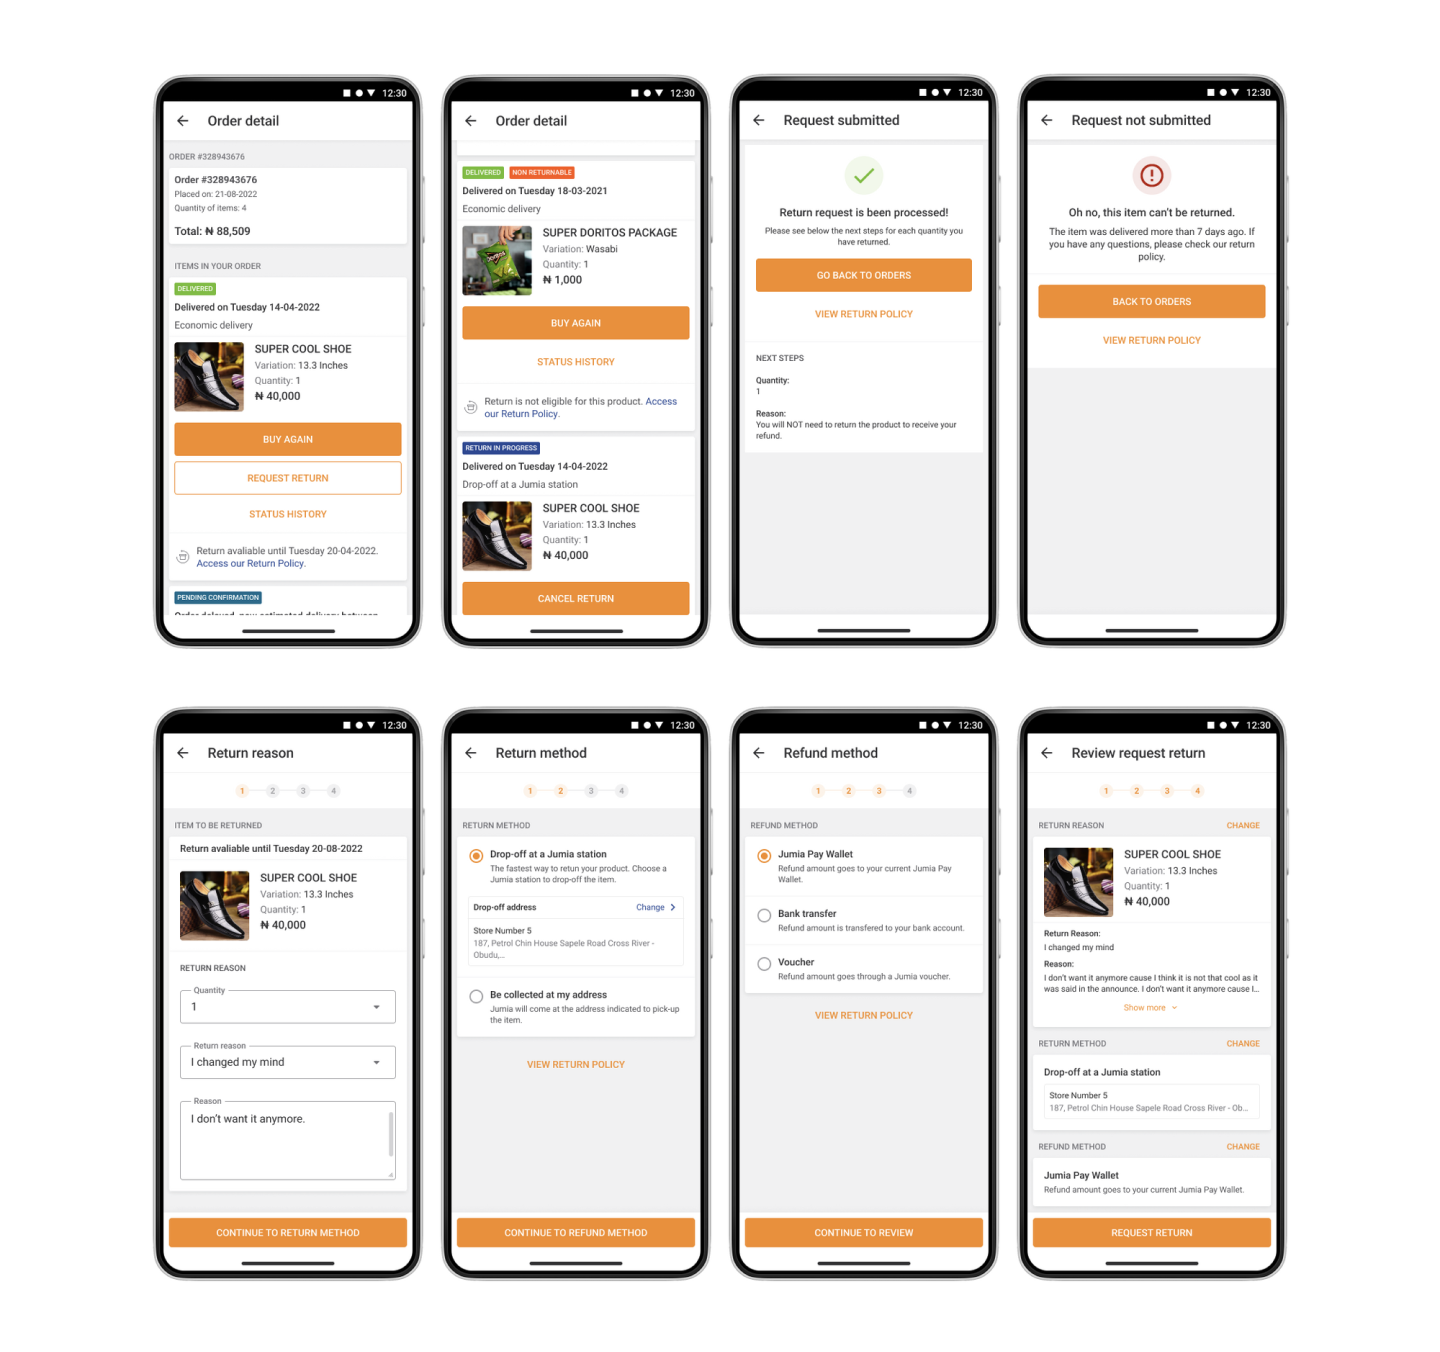 12:30
Order detail
ORDER #328943676
Order #328943676
Placed on: 21-08-2022
Quantity of items: 4
Total: ₦ 88,509
ITEMS IN YOUR ORDER
DELIVERED
Delivered on Tuesday 14-04-2022
Economic delivery
SUPER COOL SHOE
Variation: 13.3 Inches
Quantity: 1
₦ 40,000
BUY AGAIN
REQUEST RETURN
STATUS HISTORY
Return avaliable until Tuesday 20-04-2022.
Access our Return Policy.
PENDING CONFIRMATION
Order delayed, new estimated delivery between
12:30
Order detail
DELIVERED NON RETURNABLE
Delivered on Tuesday 18-03-2021
Economic delivery
SUPER DORITOS PACKAGE
Variation: Wasabi
Quantity: 1
₦ 1,000
BUY AGAIN
STATUS HISTORY
Return is not eligible for this product. Access
our Return Policy.
RETURN IN PROGRESS
Delivered on Tuesday 14-04-2022
Drop-off at a Jumia station
SUPER COOL SHOE
Variation: 13.3 Inches
Quantity: 1
₦ 40,000
CANCEL RETURN
12:30
Request submitted
Return request is been processed!
Please see below the next steps for each quantity you
have returned.
GO BACK TO ORDERS
VIEW RETURN POLICY
NEXT STEPS
Quantity:
1
Reason:
You will NOT need to return the product to receive your
refund.
12:30
Request not submitted
Oh no, this item can't be returned.
The item was delivered more than 7 days ago. If
you have any questions, please check our return
policy.
BACK TO ORDERS
VIEW RETURN POLICY
12:30
Return reason
1 2 3 4
ITEM TO BE RETURNED
Return avaliable until Tuesday 20-08-2022
SUPER COOL SHOE
Variation: 13.3 Inches
Quantity: 1
₦ 40,000
RETURN REASON
Quantity
1
Return reason
I changed my mind
Reason
I don't want it anymore.
CONTINUE TO RETURN METHOD
12:30
Return method
1 2 3 4
RETURN METHOD
Drop-off at a Jumia station
The fastest way to retun your product. Choose a
Jumia station to drop-off the item.
Drop-off address Change
Store Number 5
187, Petrol Chin House Sapele Road Cross River -
Obudu,...
Be collected at my address
Jumia will come at the address indicated to pick-up
the item.
VIEW RETURN POLICY
CONTINUE TO REFUND METHOD
12:30
Refund method
1 2 3 4
REFUND METHOD
Jumia Pay Wallet
Refund amount goes to your current Jumia Pay
Wallet.
Bank transfer
Refund amount is transfered to your bank account.
Voucher
Refund amount goes through a Jumia voucher.
VIEW RETURN POLICY
CONTINUE TO REVIEW
12:30
Review request return
1 2 3 4
RETURN REASON CHANGE
SUPER COOL SHOE
Variation: 13.3 Inches
Quantity: 1
₦ 40,000
Return Reason:
I changed my mind
Reason:
I don't want it anymore cause I think it is not that cool as it
was said in the announce. I don't want it anymore cause I...
Show more
RETURN METHOD CHANGE
Drop-off at a Jumia station
Store Number 5
187, Petrol Chin House Sapele Road Cross River - Ob...
REFUND METHOD CHANGE
Jumia Pay Wallet
Refund amount goes to your current Jumia Pay Wallet.
REQUEST RETURN